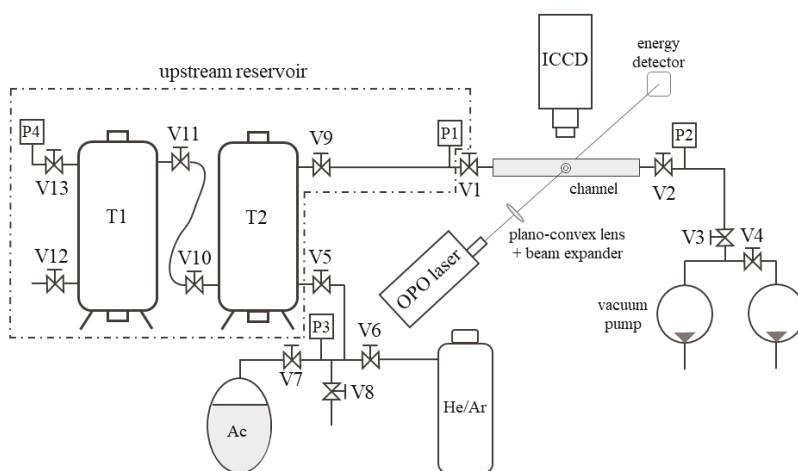 upstream reservoir
ICCD
energy
detector
P4
V11
V9
P1
P2
V13
V1
V2
channel
T1
T2
plano-convex lens
+ beam expander
V3
V4
V12
V10
V5
OPO laser
P3
V6
vacuum
pump
V7
V8
He/Ar
Ac